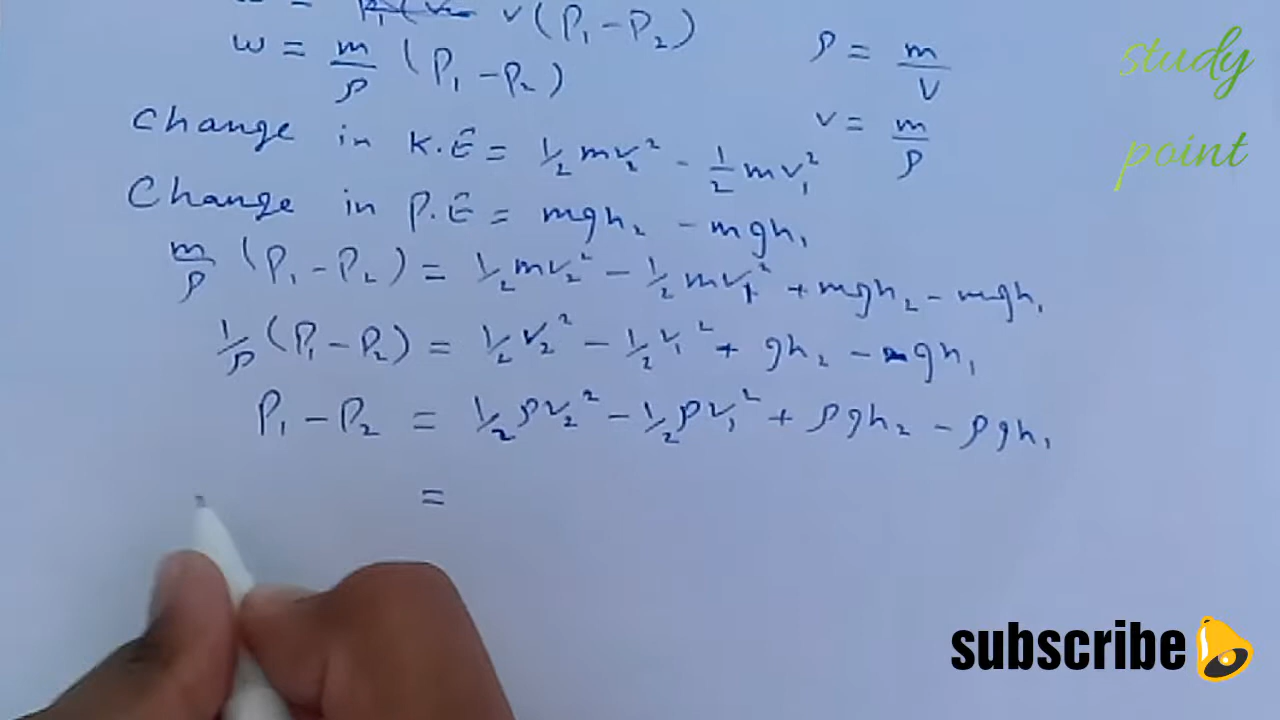 v(P₁ - P₂)
w = m/ρ (P₁ - P₂)
ρ = m/V
v = m/ρ
Change in K.E = ½mv₂² - ½mv₁²
Change in P.E = mgh₂ - mgh₁
m/ρ (P₁ - P₂) = ½mv₂² - ½mv₁² + mgh₂ - mgh₁
1/ρ (P₁ - P₂) = ½v₂² - ½v₁² + gh₂ - gh₁
P₁ - P₂ = ½ρv₂² - ½ρv₁² + ρgh₂ - ρgh₁
=
study
point
subscribe